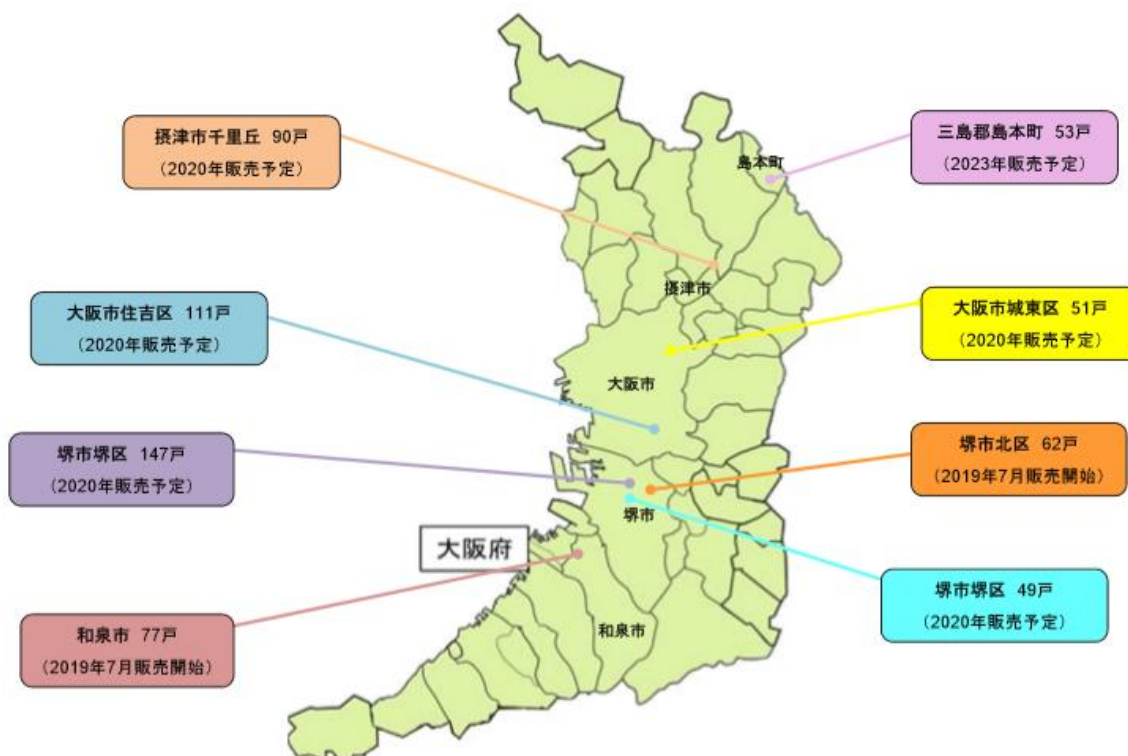 摂津市千里丘 90戸
（2020年販売予定）
三島郡島本町 53戸
（2023年販売予定）
島本町
摂津市
大阪市住吉区 111戸
（2020年販売予定）
大阪市城東区 51戸
（2020年販売予定）
大阪市
堺市堺区 147戸
（2020年販売予定）
堺市北区 62戸
（2019年7月販売開始）
堺市
大阪府
堺市堺区 49戸
（2020年販売予定）
和泉市 77戸
（2019年7月販売開始）
和泉市